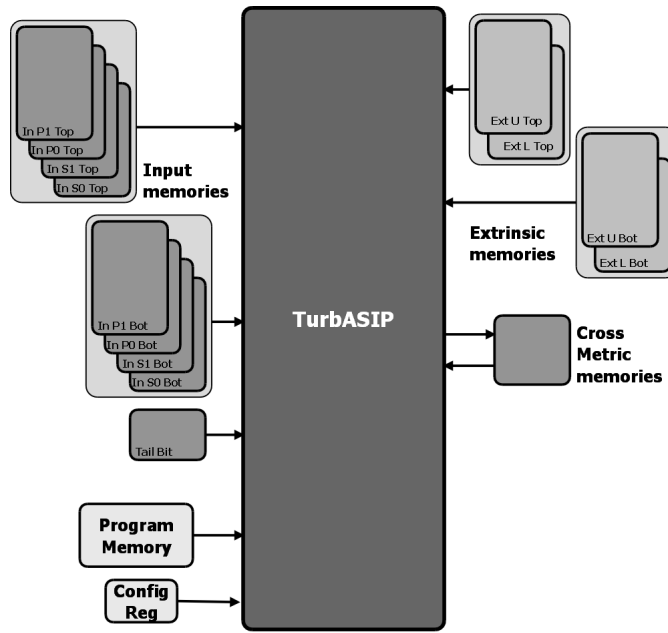 In P1 Top
In P0 Top
In S1 Top
In S0 Top
Input
memories
In P1 Bot
In P0 Bot
In S1 Bot
In S0 Bot
Tail Bit
Program
Memory
Config
Reg
TurbASIP
Ext U Top
Ext L Top
Extrinsic
memories
Ext U Bot
Ext L Bot
Cross
Metric
memories